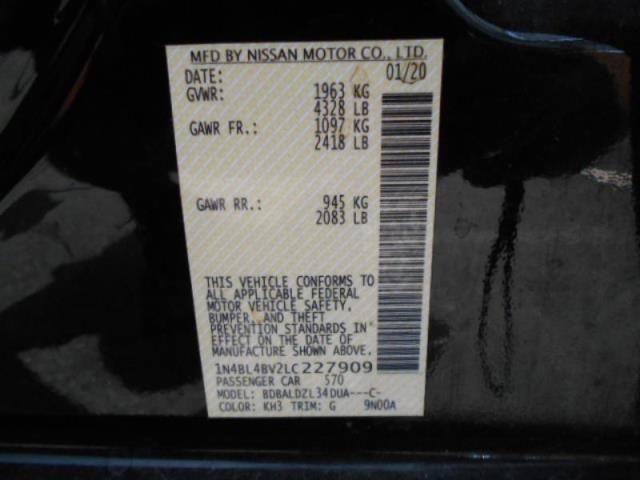 MFD BY NISSAN MOTOR CO., LTD.
DATE: 01/20
GVWR: 1963 KG
4328 LB
GAWR FR.: 1097 KG
2418 LB
GAWR RR.: 945 KG
2083 LB
THIS VEHICLE CONFORMS TO
ALL APPLICABLE FEDERAL
MOTOR VEHICLE SAFETY,
BUMPER, AND THEFT
PREVENTION STANDARDS IN
EFFECT ON THE DATE OF
MANUFACTURE SHOWN ABOVE.
1N4BL4BV2LC227909
PASSENGER CAR 570
MODEL: BDBALDZL34DUA---C-
COLOR: KH3 TRIM: G 9N00A